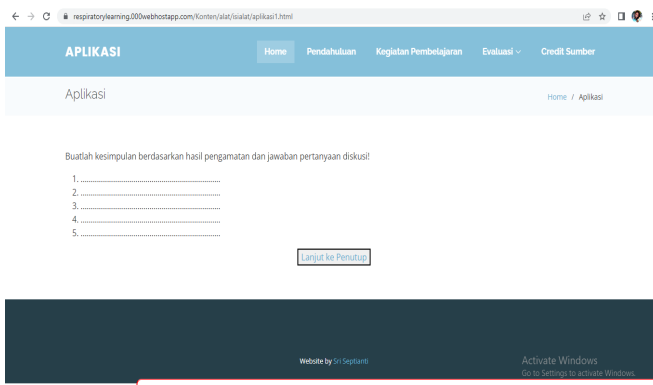 respiratorylearning.000webhostapp.com/Konten/alat/isialat/aplikasi1.html
APLIKASI
Home Pendahuluan Kegiatan Pembelajaran Evaluasi Credit Sumber
Aplikasi
Home / Aplikasi
Buatlah kesimpulan berdasarkan hasil pengamatan dan jawaban pertanyaan diskusi!
1. ......................................................................
2. ......................................................................
3. ......................................................................
4. ......................................................................
5. ......................................................................
Lanjut ke Penutup
Website by Sri Septianti
Activate Windows
Go to Settings to activate Windows.